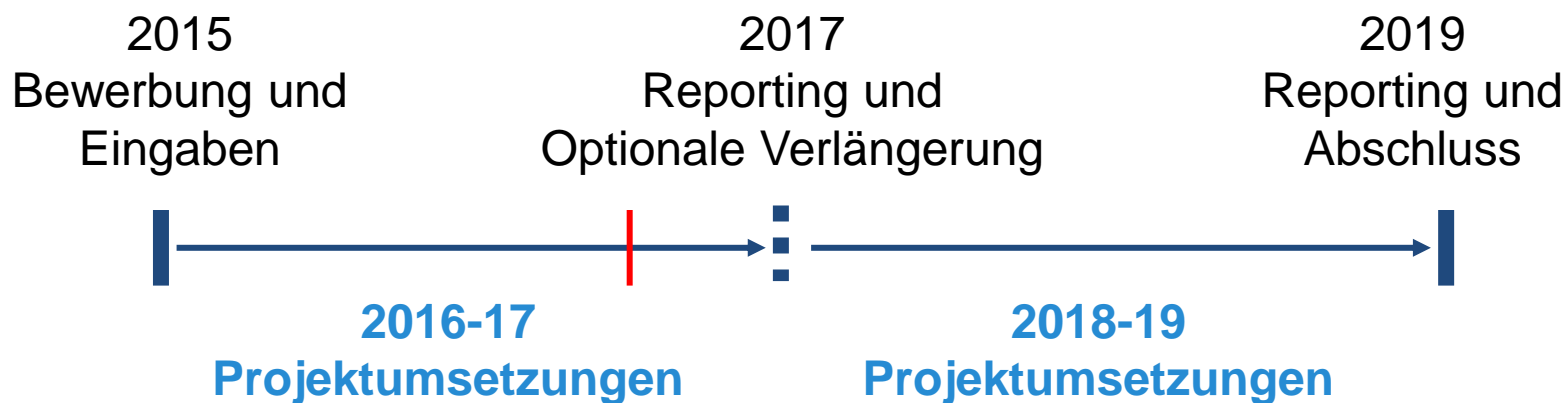 2015
Bewerbung und
Eingaben
2017
Reporting und
Optionale Verlängerung
2019
Reporting und
Abschluss
2016-17
Projektumsetzungen
2018-19
Projektumsetzungen